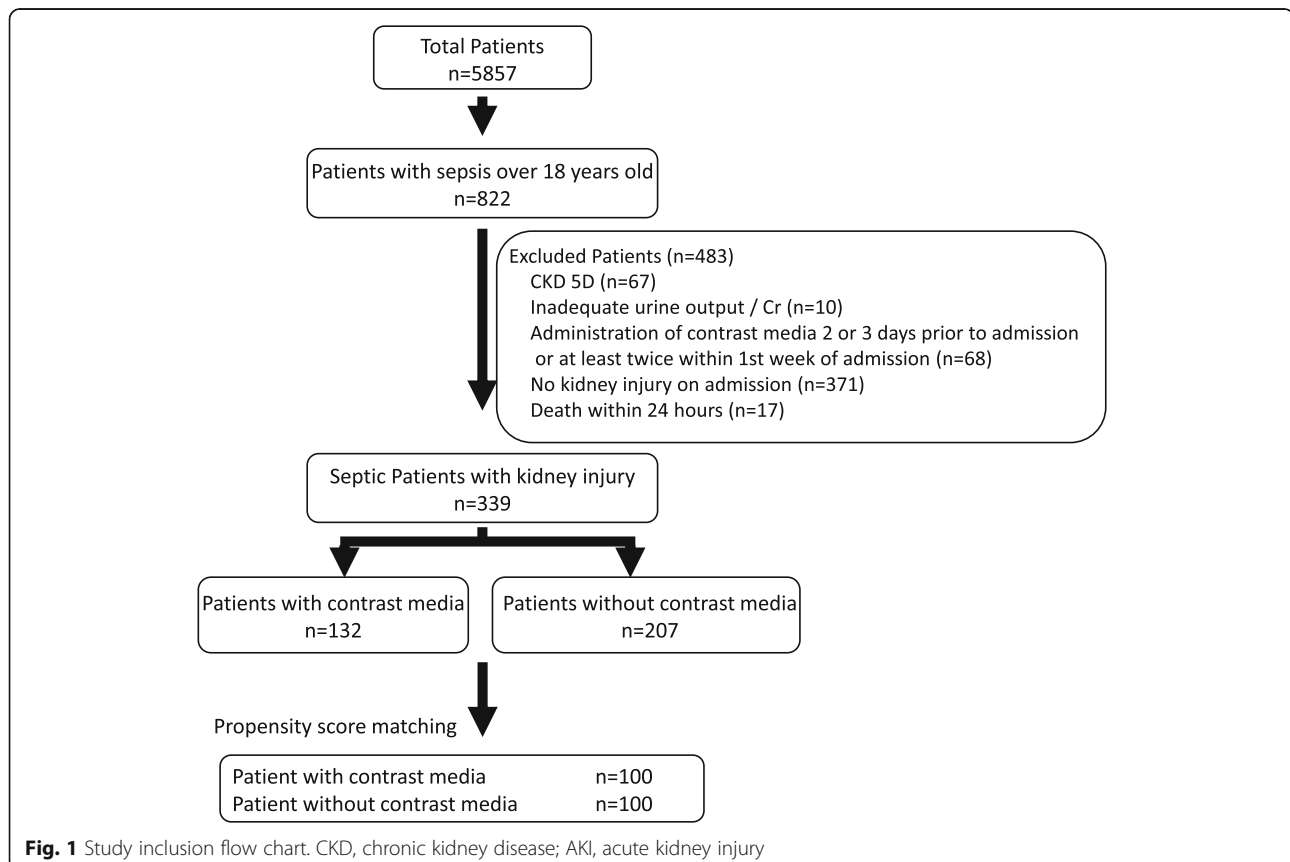 Total Patients
n=5857
Patients with sepsis over 18 years old
n=822
Excluded Patients (n=483)
CKD 5D (n=67)
Inadequate urine output / Cr (n=10)
Administration of contrast media 2 or 3 days prior to admission
or at least twice within 1st week of admission (n=68)
No kidney injury on admission (n=371)
Death within 24 hours (n=17)
Septic Patients with kidney injury
n=339
Patients with contrast media
n=132
Patients without contrast media
n=207
Propensity score matching
Patient with contrast media n=100
Patient without contrast media n=100
Fig. 1 Study inclusion flow chart. CKD, chronic kidney disease; AKI, acute kidney injury